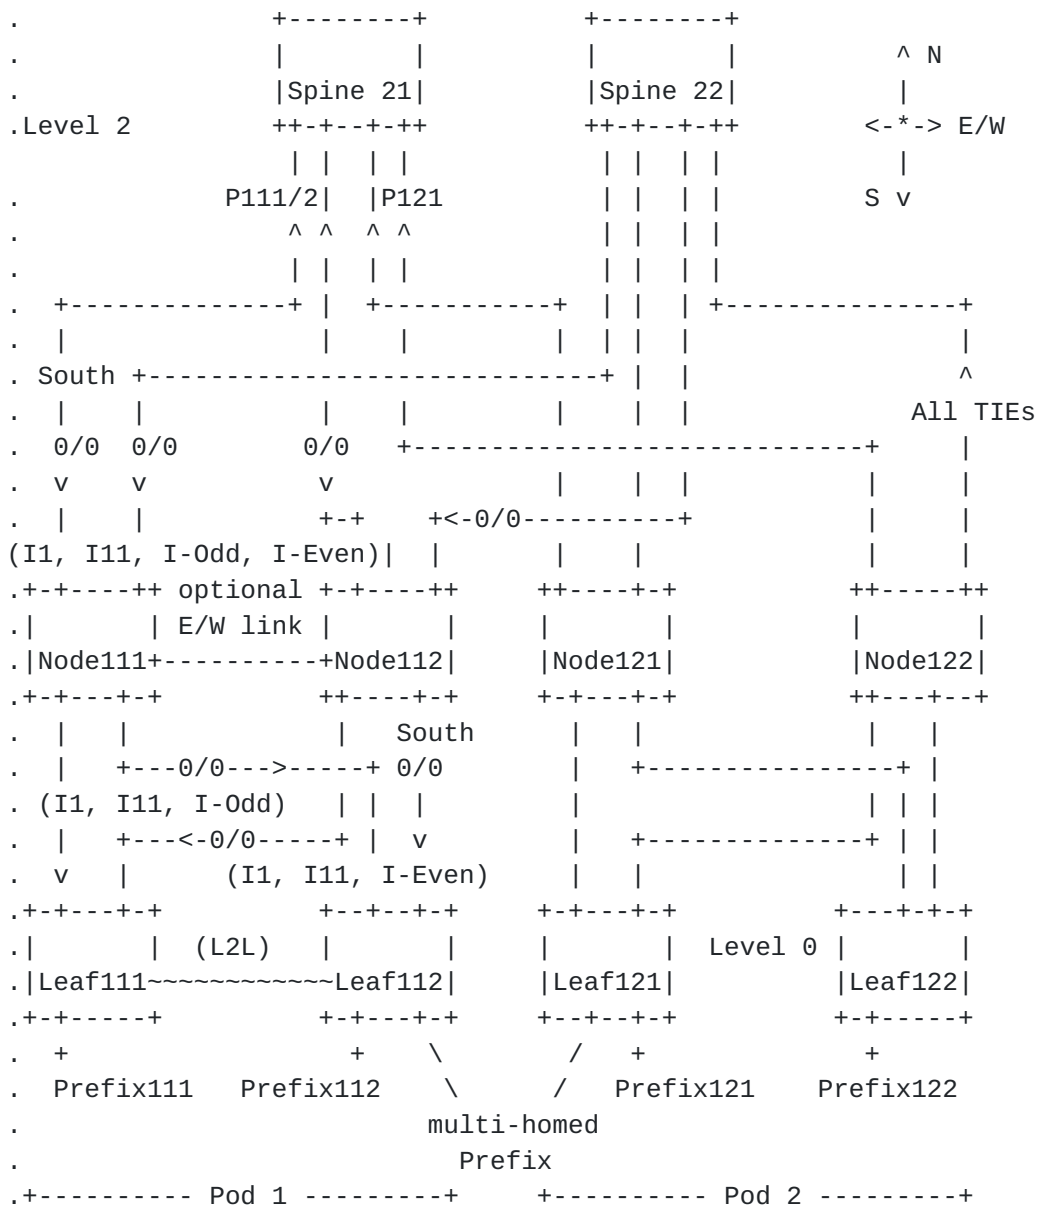 .                +--------+          +--------+
.                |        |          |        |          ^ N
.                |Spine 21|          |Spine 22|          |
.Level 2         ++-+--+-++          ++-+--+-++        <-*-> E/W
                  | |  | |            | |  | |           |
.             P111/2|  |P121          | |  | |         S v
.                 ^ ^  ^ ^            | |  | |
.                 | |  | |            | |  | |
.  +--------------+ |  +-----------+  | |  | +---------------+
.  |                |    |         |  | |  |                 |
. South +-----------------------------+ |  |                 ^
.  |    |           |    |         |    |  |              All TIEs
.  0/0  0/0        0/0   +-----------------------------+     |
.  v    v           v              |    |  |           |     |
.  |    |           +-+    +<-0/0----------+           |     |
(I1, I11, I-Odd, I-Even)|  |       |    |              |     |
.+-+----++ optional +-+----++     ++----+-+           ++-----++
.|       | E/W link |       |     |       |           |       |
.|Node111+----------+Node112|     |Node121|           |Node122|
.+-+---+-+          ++----+-+     +-+---+-+           ++---+--+
.  |   |             |   South      |   |              |   |
.  |   +---0/0--->-----+ 0/0        |   +----------------+ |
. (I1, I11, I-Odd)   | |  |         |                  | | |
.  |   +---<-0/0-----+ |  v         |   +--------------+ | |
.  v   |      (I1, I11, I-Even)     |   |                | |
.+-+---+-+          +--+--+-+     +-+---+-+          +---+-+-+
.|       |  (L2L)   |       |     |       |  Level 0 |       |
.|Leaf111~~~~~~~~~~~~Leaf112|     |Leaf121|          |Leaf122|
.+-+-----+          +-+---+-+     +--+--+-+          +-+-----+
.  +                  +    \        /   +              +
.  Prefix111   Prefix112    \      /   Prefix121    Prefix122
.                          multi-homed
.                            Prefix
.+---------- Pod 1 ---------+     +---------- Pod 2 ---------+